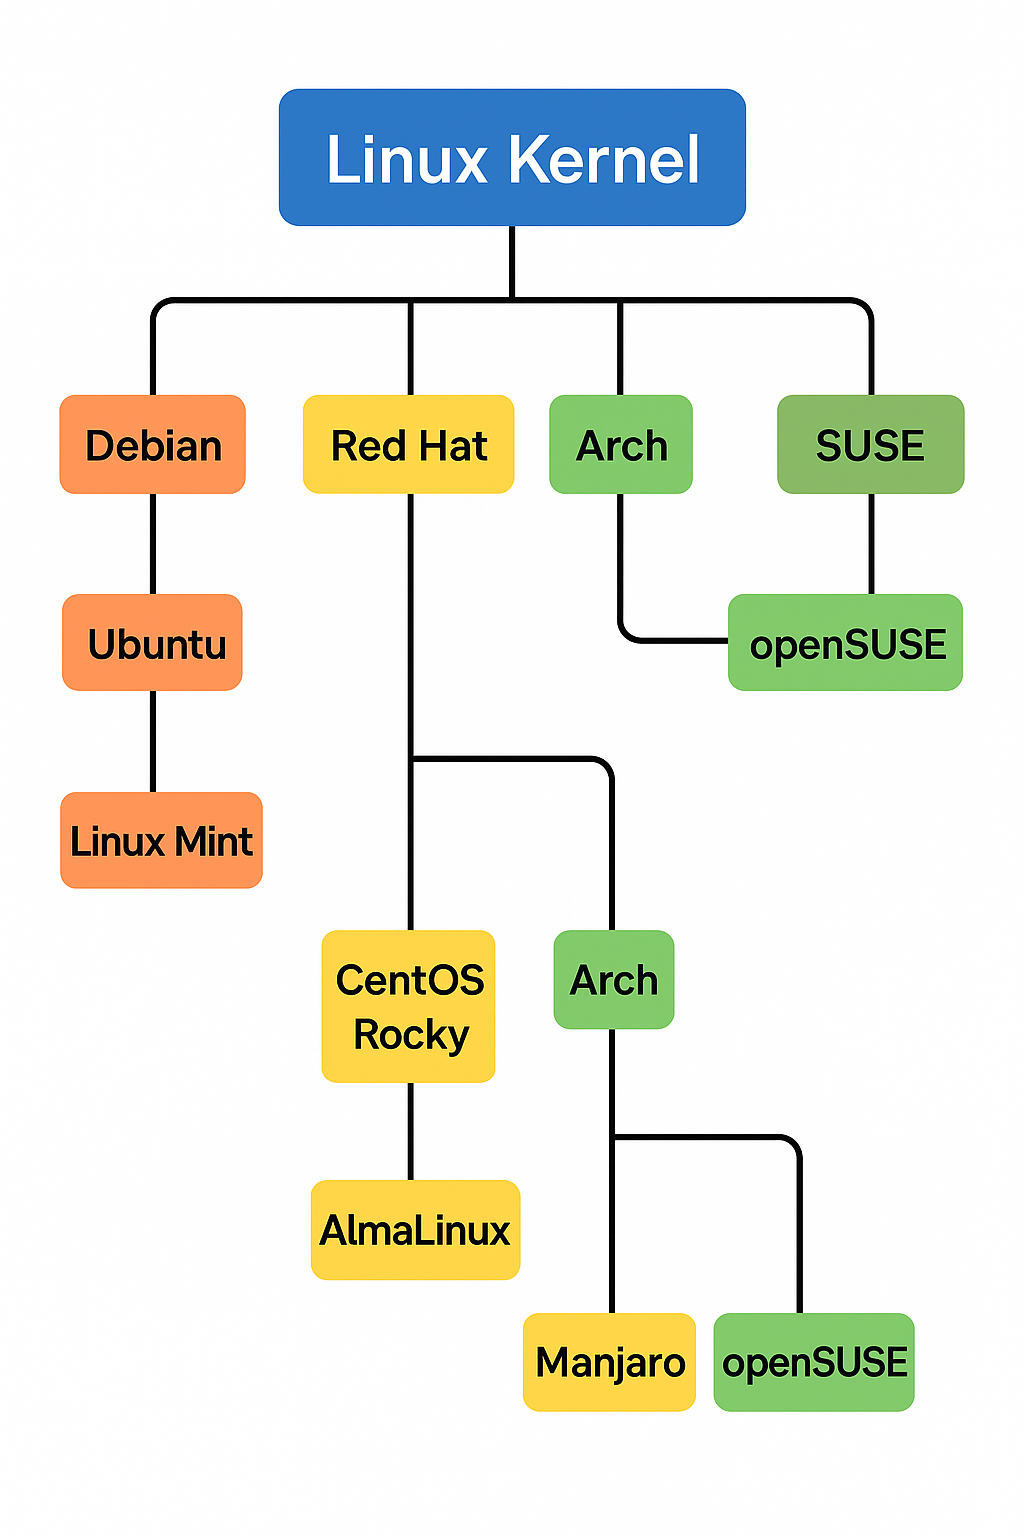 Linux Kernel
Debian
Red Hat
Arch
SUSE
Ubuntu
openSUSE
Linux Mint
CentOS
Rocky
Arch
AlmaLinux
Manjaro
openSUSE